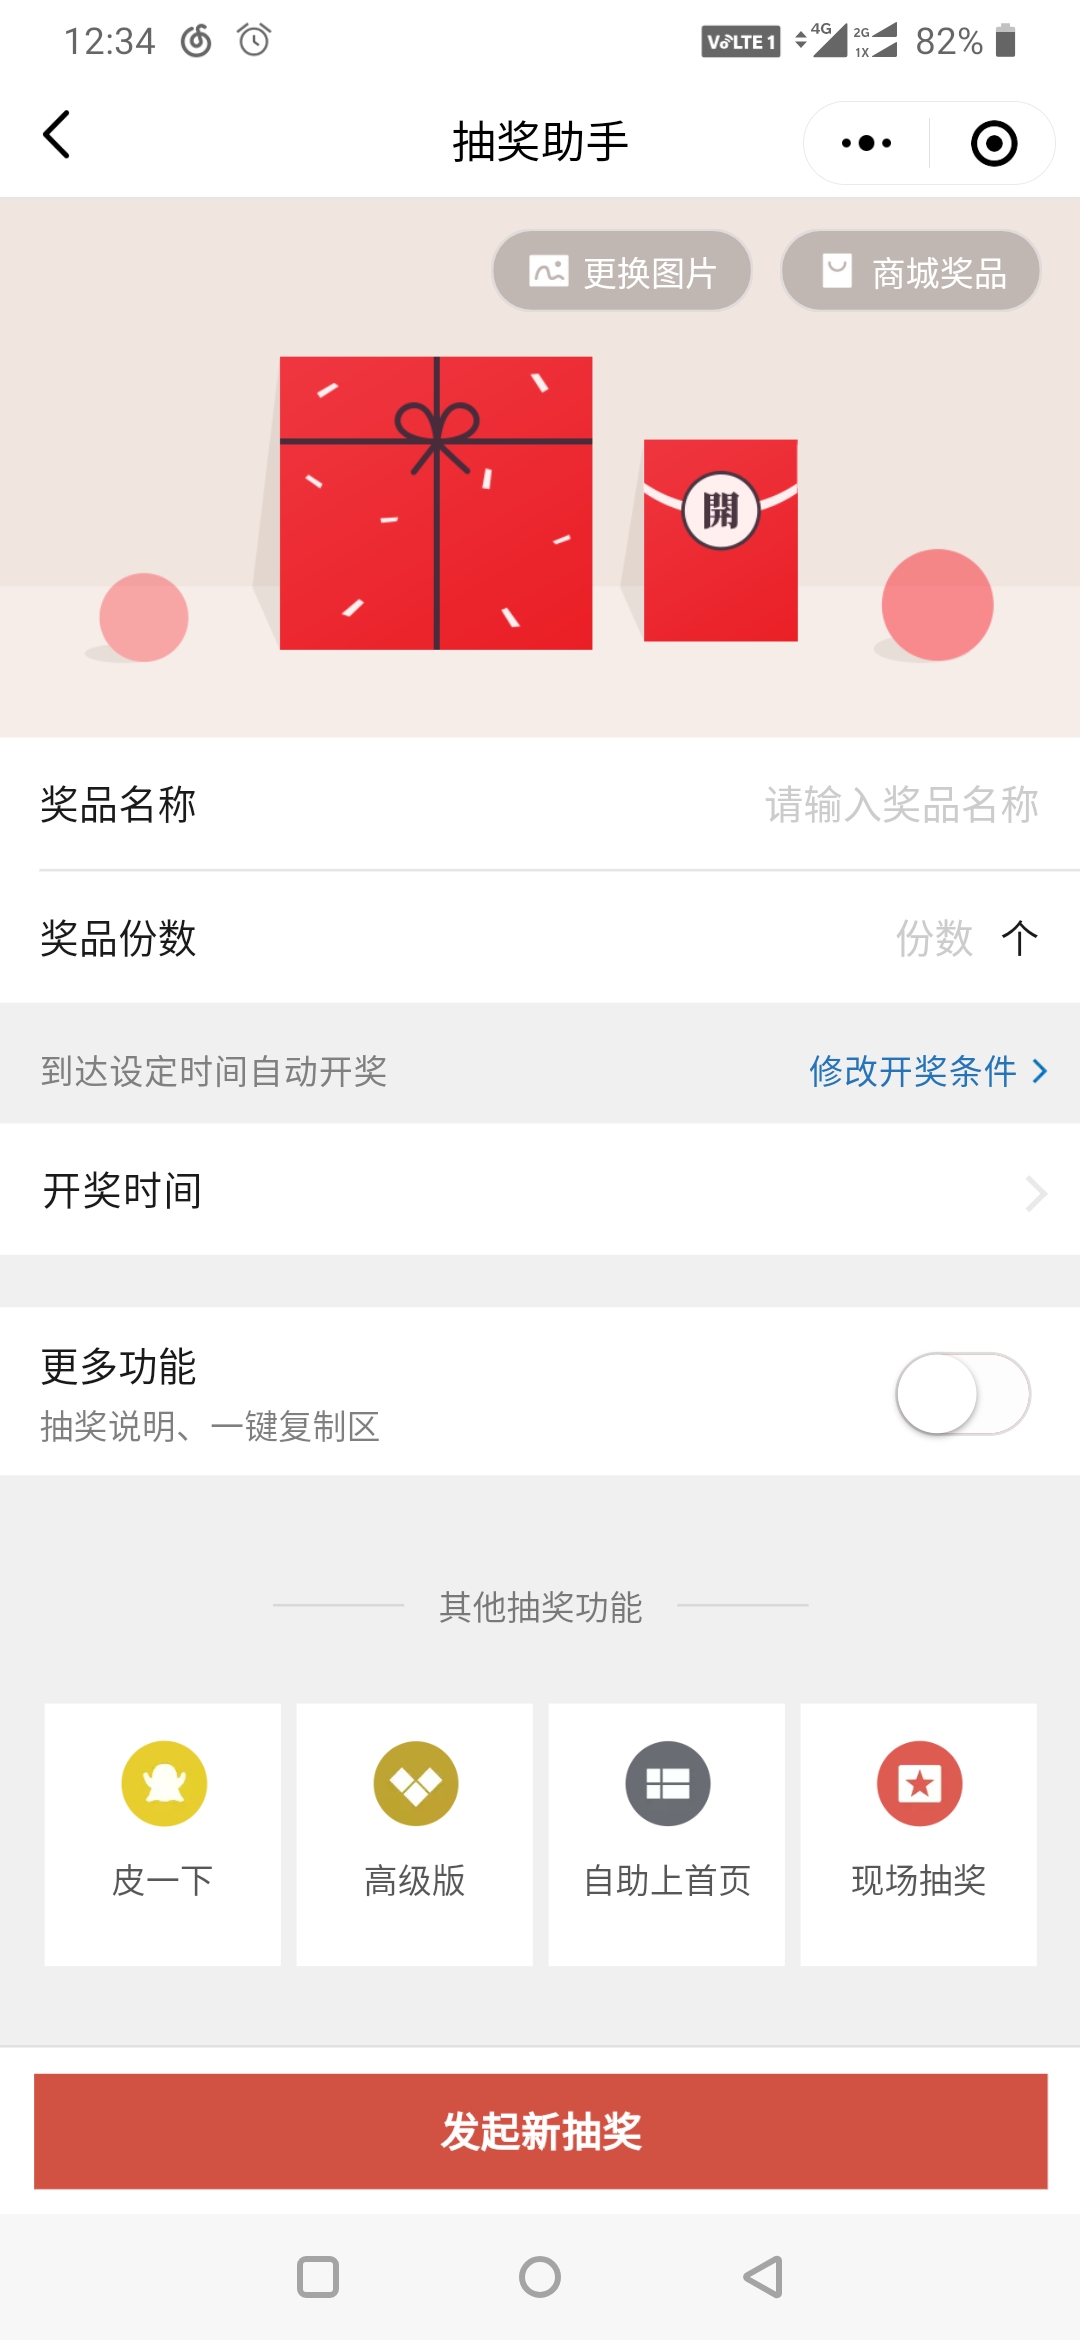 12:34 VoLTE 1 4G 2G 1X 82%
抽奖助手
更换图片 商城奖品
開
奖品名称 请输入奖品名称
奖品份数 份数 个
到达设定时间自动开奖 修改开奖条件
开奖时间
更多功能
抽奖说明、一键复制区
其他抽奖功能
皮一下 高级版 自助上首页 现场抽奖
发起新抽奖